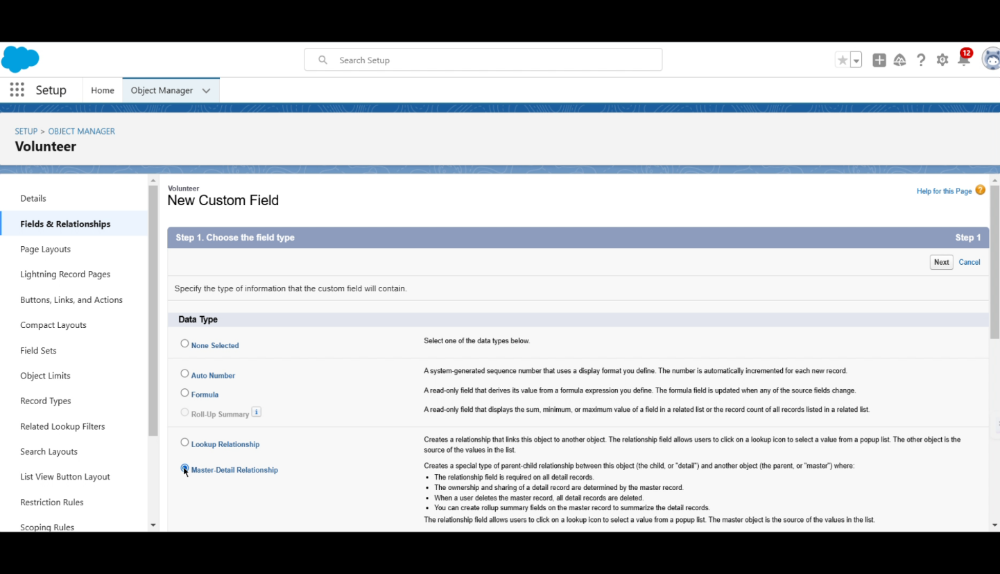 Search Setup
12
Setup
Home
Object Manager
SETUP > OBJECT MANAGER
Volunteer
Details
Fields & Relationships
Page Layouts
Lightning Record Pages
Buttons, Links, and Actions
Compact Layouts
Field Sets
Object Limits
Record Types
Related Lookup Filters
Search Layouts
List View Button Layout
Restriction Rules
Scoping Rules
Volunteer
New Custom Field
Help for this Page ?
Step 1. Choose the field type
Step 1
Next Cancel
Specify the type of information that the custom field will contain.
Data Type
None Selected
Select one of the data types below.
Auto Number
A system-generated sequence number that uses a display format you define. The number is automatically incremented for each new record.
Formula
A read-only field that derives its value from a formula expression you define. The formula field is updated when any of the source fields change.
Roll-Up Summary i
A read-only field that displays the sum, minimum, or maximum value of a field in a related list or the record count of all records listed in a related list.
Lookup Relationship
Creates a relationship that links this object to another object. The relationship field allows users to click on a lookup icon to select a value from a popup list. The other object is the
source of the values in the list.
Master-Detail Relationship
Creates a special type of parent-child relationship between this object (the child, or "detail") and another object (the parent, or "master") where:
• The relationship field is required on all detail records.
• The ownership and sharing of a detail record are determined by the master record.
• When a user deletes the master record, all detail records are deleted.
• You can create rollup summary fields on the master record to summarize the detail records.
The relationship field allows users to click on a lookup icon to select a value from a popup list. The master object is the source of the values in the list.